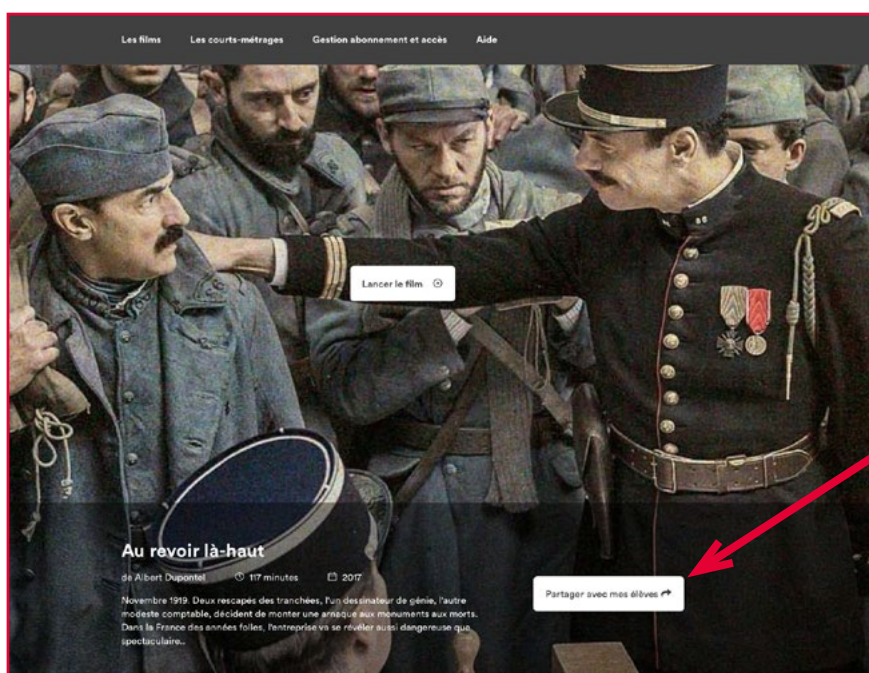 Les films Les courts-métrages Gestion abonnement et accès Aide
Lancer le film
Au revoir là-haut
de Albert Dupontel 117 minutes 2017
Partager avec mes élèves
Novembre 1919. Deux rescapés des tranchées, l'un dessinateur de génie, l'autre
modeste comptable, décident de monter une arnaque aux monuments aux morts.
Dans la France des années folles, l'entreprise va se révéler aussi dangereuse que
spectaculaire..